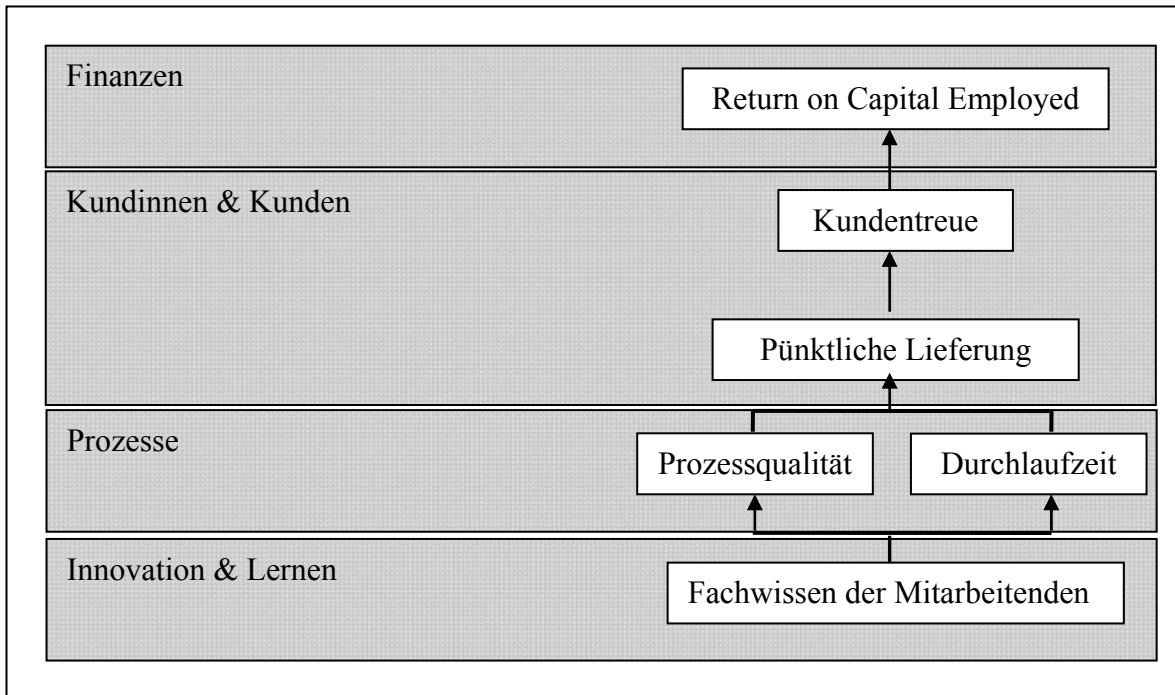 Finanzen
Return on Capital Employed
Kundinnen & Kunden
Kundentreue
Pünktliche Lieferung
Prozesse
Prozessqualität
Durchlaufzeit
Innovation & Lernen
Fachwissen der Mitarbeitenden